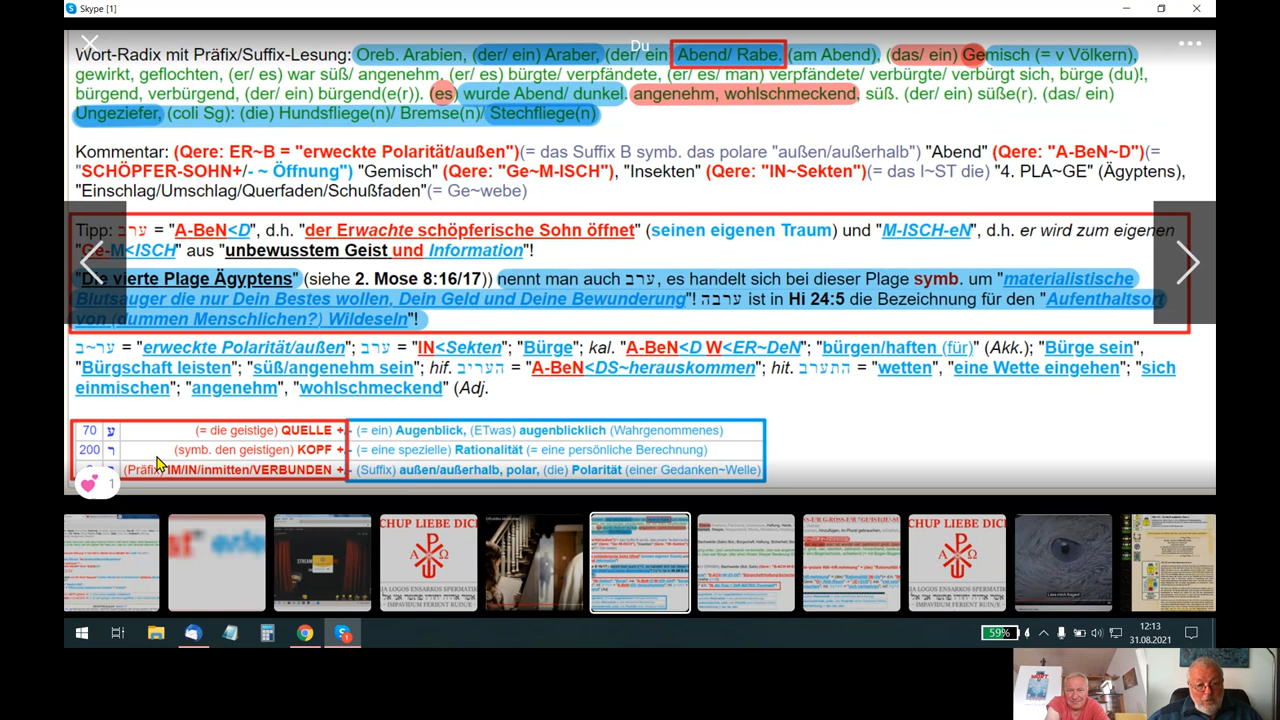 Skype [1]
Du
Wort-Radix mit Präfix/Suffix-Lesung: Oreb. Arabien, (der/ ein) Araber, (der/ ein) Abend/ Rabe. (am Abend), (das/ ein) Gemisch (= v Völkern),
gewirkt, geflochten, (er/ es) war süß/ angenehm, (er/ es) bürgte/ verpfändete, (er/ es/ man) verpfändete/ verbürgte/ verbürgt sich, bürge (du)!,
bürgend, verbürgend, (der/ ein) bürgend(e(r)). (es) wurde Abend/ dunkel. angenehm, wohlschmeckend, süß. (der/ ein) süße(r). (das/ ein)
Ungeziefer, (coli Sg): (die) Hundsfliege(n)/ Bremse(n)/ Stechfliege(n)
Kommentar: (Qere: ER~B = "erweckte Polarität/außen")(= das Suffix B symb. das polare "außen/außerhalb") "Abend" (Qere: "A-BeN~D")(=
"SCHÖPFER-SOHN+/- ~ Öffnung") "Gemisch" (Qere: "Ge~M-ISCH"), "Insekten" (Qere: "IN~Sekten")(= das I~ST die) "4. PLA~GE" (Ägyptens),
"Einschlag/Umschlag/Querfaden/Schußfaden"(= Ge~webe)
Tipp: ערב = "A-BeN<D", d.h. "der Erwachte schöpferische Sohn öffnet" (seinen eigenen Traum) und "M-ISCH-eN", d.h. er wird zum eigenen
"Ge-M<ISCH" aus "unbewusstem Geist und Information"!
"Die vierte Plage Ägyptens" (siehe 2. Mose 8:16/17)) nennt man auch ערב, es handelt sich bei dieser Plage symb. um "materialistische
Blutsauger die nur Dein Bestes wollen, Dein Geld und Deine Bewunderung"! ערבה ist in Hi 24:5 die Bezeichnung für den "Aufenthaltsort
von (dummen Menschlichen?) Wildeseln"!
ער~ב = "erweckte Polarität/außen"; ערב = "IN<Sekten"; "Bürge"; kal. "A-BeN<D W<ER~DeN"; "bürgen/haften (für)" (Akk.); "Bürge sein",
"Bürgschaft leisten"; "süß/angenehm sein"; hif. העריב = "A-BeN<DS~herauskommen"; hit. התערב = "wetten", "eine Wette eingehen"; "sich
einmischen"; "angenehm", "wohlschmeckend" (Adj.
70 ע (= die geistige) QUELLE +/- (= ein) Augenblick, (ETwas) augenblicklich (Wahrgenommenes)
200 ר (symb. den geistigen) KOPF +/- (= eine spezielle) Rationalität (= eine persönliche Berechnung)
(Präfix) IM/IN/inmitten/VERBUNDEN +/- (Suffix) außen/außerhalb, polar, (die) Polarität (einer Gedanken~Welle)
1
CHUP LIEBE DICH
A Ω
IMPAVIDUM FERIENT RUIN
CHUP LIEBE DICH
A Ω
59%
12:13
31.08.2021